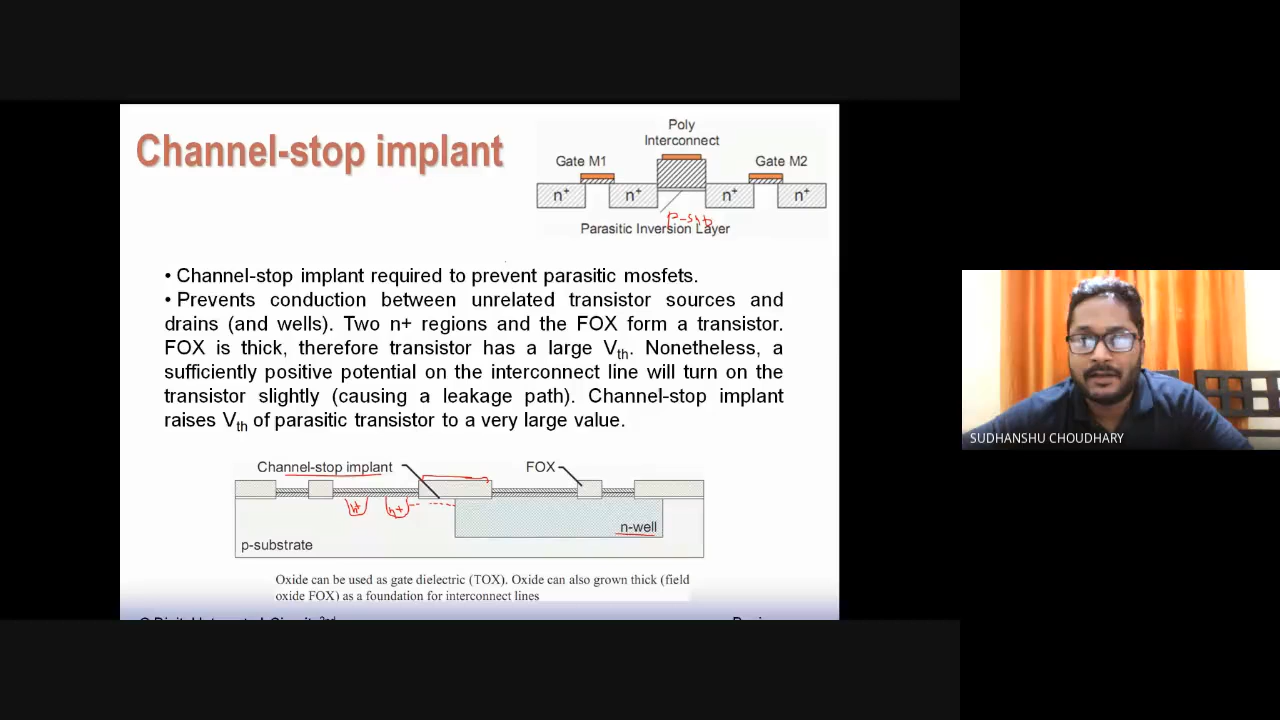 Channel-stop implant
Poly
Interconnect
Gate M1
Gate M2
n+
n+
n+
n+
p-sub
Parasitic Inversion Layer
• Channel-stop implant required to prevent parasitic mosfets.
• Prevents conduction between unrelated transistor sources and
drains (and wells). Two n+ regions and the FOX form a transistor.
FOX is thick, therefore transistor has a large Vth. Nonetheless, a
sufficiently positive potential on the interconnect line will turn on the
transistor slightly (causing a leakage path). Channel-stop implant
raises Vth of parasitic transistor to a very large value.
Channel-stop implant
FOX
n+
n+
n-well
p-substrate
Oxide can be used as gate dielectric (TOX). Oxide can also grown thick (field
oxide FOX) as a foundation for interconnect lines
SUDHANSHU CHOUDHARY